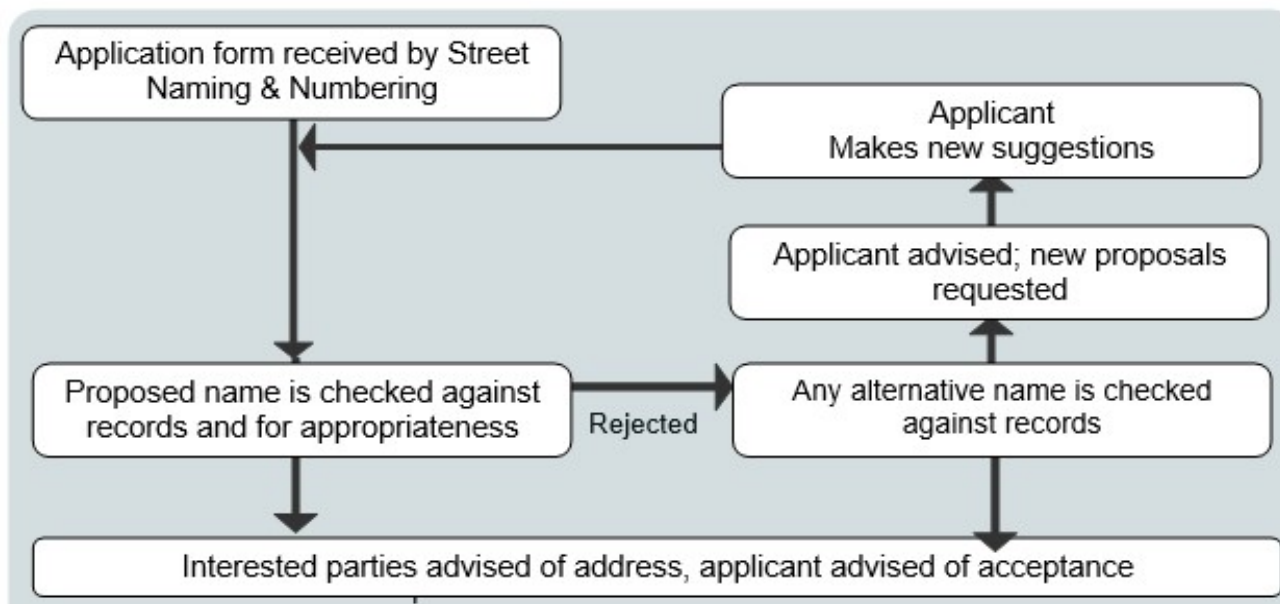 Application form received by Street
Naming & Numbering
Applicant
Makes new suggestions
Applicant advised; new proposals
requested
Proposed name is checked against
records and for appropriateness
Rejected
Any alternative name is checked
against records
Interested parties advised of address, applicant advised of acceptance